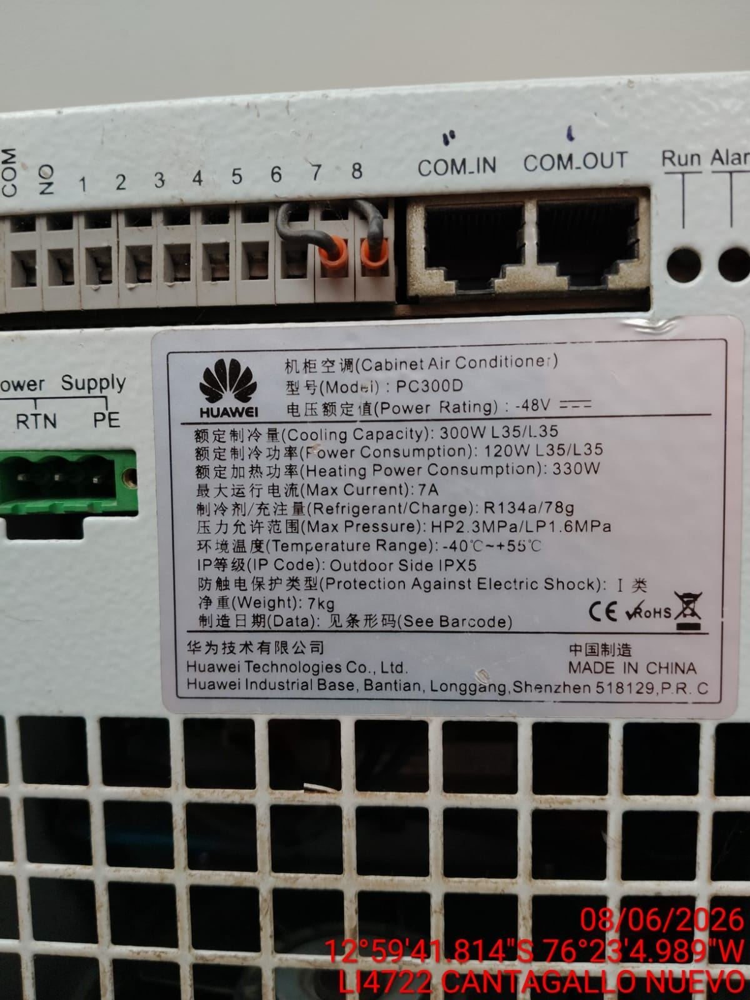 COM NO 1 2 3 4 5 6 7 8 COM_IN COM_OUT Run Alar
ower Supply
RTN PE
HUAWEI
机柜空调(Cabinet Air Conditioner)
型号(Model) : PC300D
电压额定值(Power Rating) : -48V
额定制冷量(Cooling Capacity): 300W L35/L35
额定制冷功率(Power Consumption): 120W L35/L35
额定加热功率(Heating Power Consumption): 330W
最大运行电流(Max Current): 7A
制冷剂/充注量(Refrigerant/Charge): R134a/78g
压力允许范围(Max Pressure): HP2.3MPa/LP1.6MPa
环境温度(Temperature Range): -40℃~+55℃
IP等级(IP Code): Outdoor Side IPX5
防触电保护类型(Protection Against Electric Shock): I 类
净重(Weight): 7kg
制造日期(Data): 见条形码(See Barcode)
CE RoHS
华为技术有限公司
中国制造
Huawei Technologies Co., Ltd.
MADE IN CHINA
Huawei Industrial Base, Bantian, Longgang,Shenzhen 518129,P.R. C
08/06/2026
12°59'41.814"S 76°23'4.989"W
LI4722 CANTAGALLO NUEVO